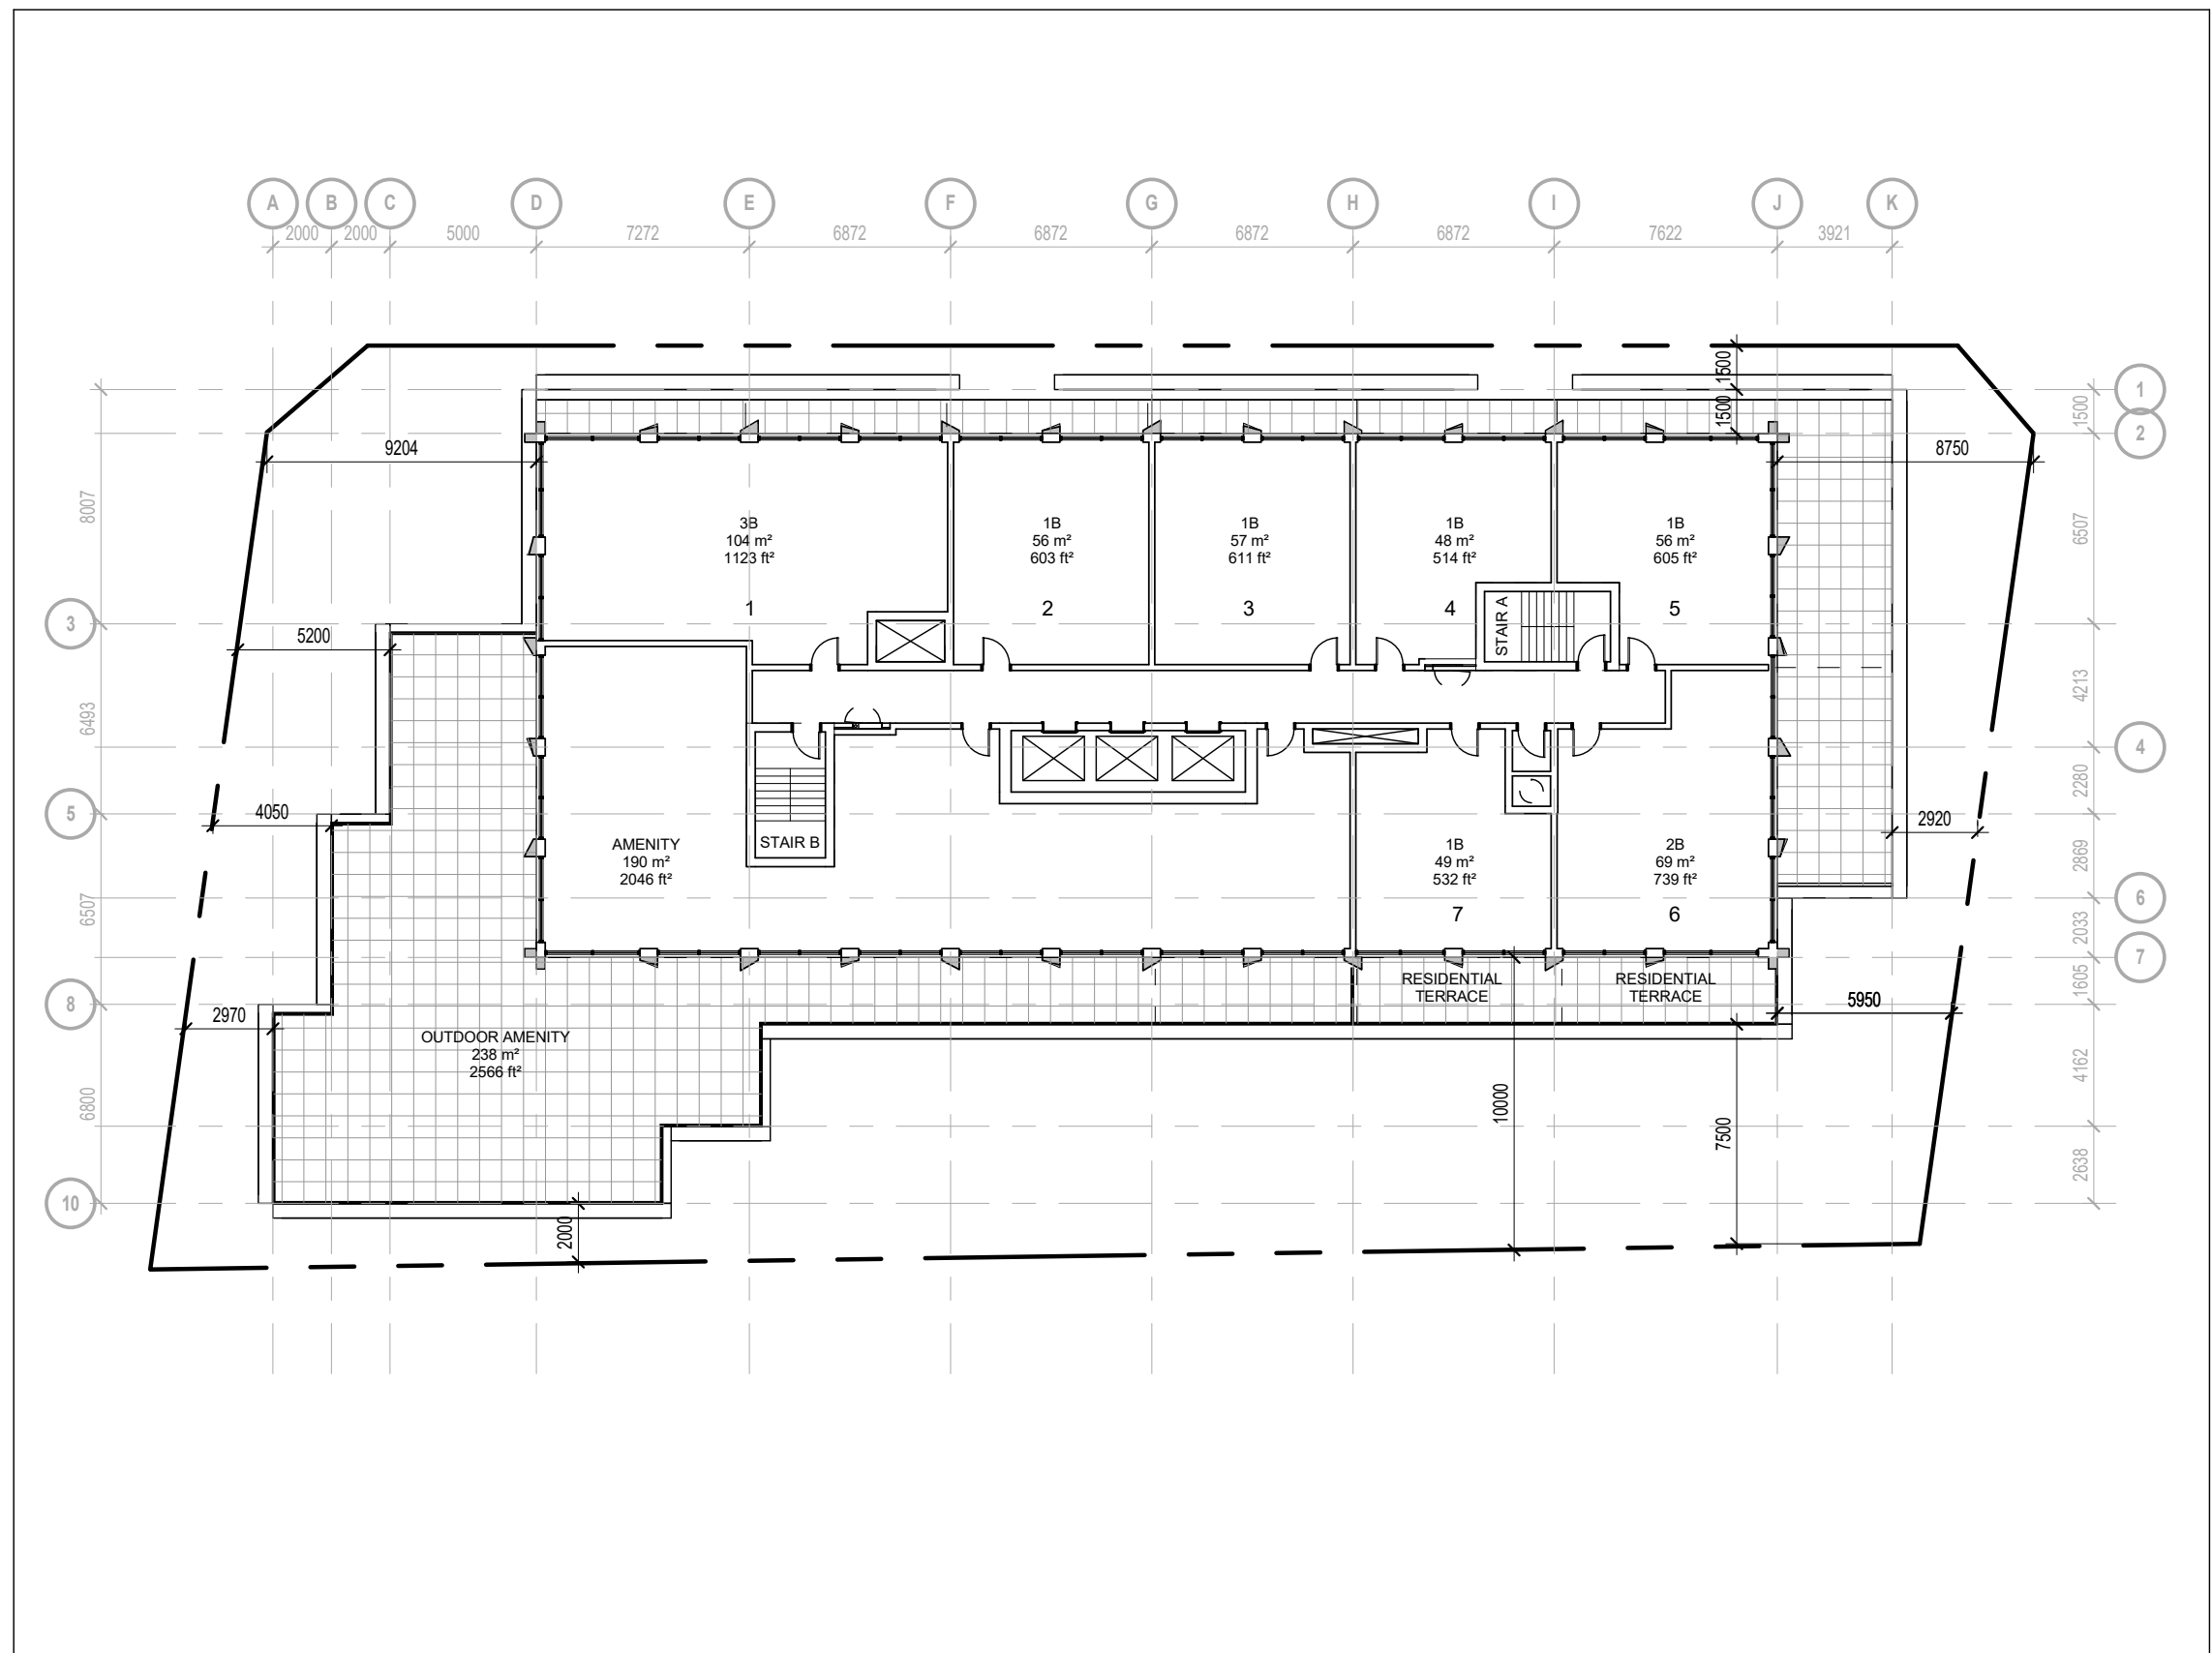 A B C D E F G H I J K
2000 2000 5000 7272 6872 6872 6872 6872 7622 3921
1500
1
1500
1500
2
9204
8750
8007
6507
3B
104 m²
1123 ft²
1
1B
56 m²
603 ft²
2
1B
57 m²
611 ft²
3
1B
48 m²
514 ft²
4
STAIR A
1B
56 m²
605 ft²
5
3
5200
6493
4213
4
2280
5
4050
2920
STAIR B
AMENITY
190 m²
2046 ft²
1B
49 m²
532 ft²
7
2B
69 m²
739 ft²
6
2869
6507
6
2033
7
RESIDENTIAL
TERRACE
RESIDENTIAL
TERRACE
1605
8
5950
2970
OUTDOOR AMENITY
238 m²
2566 ft²
4162
6800
10000
7500
2638
10
2000